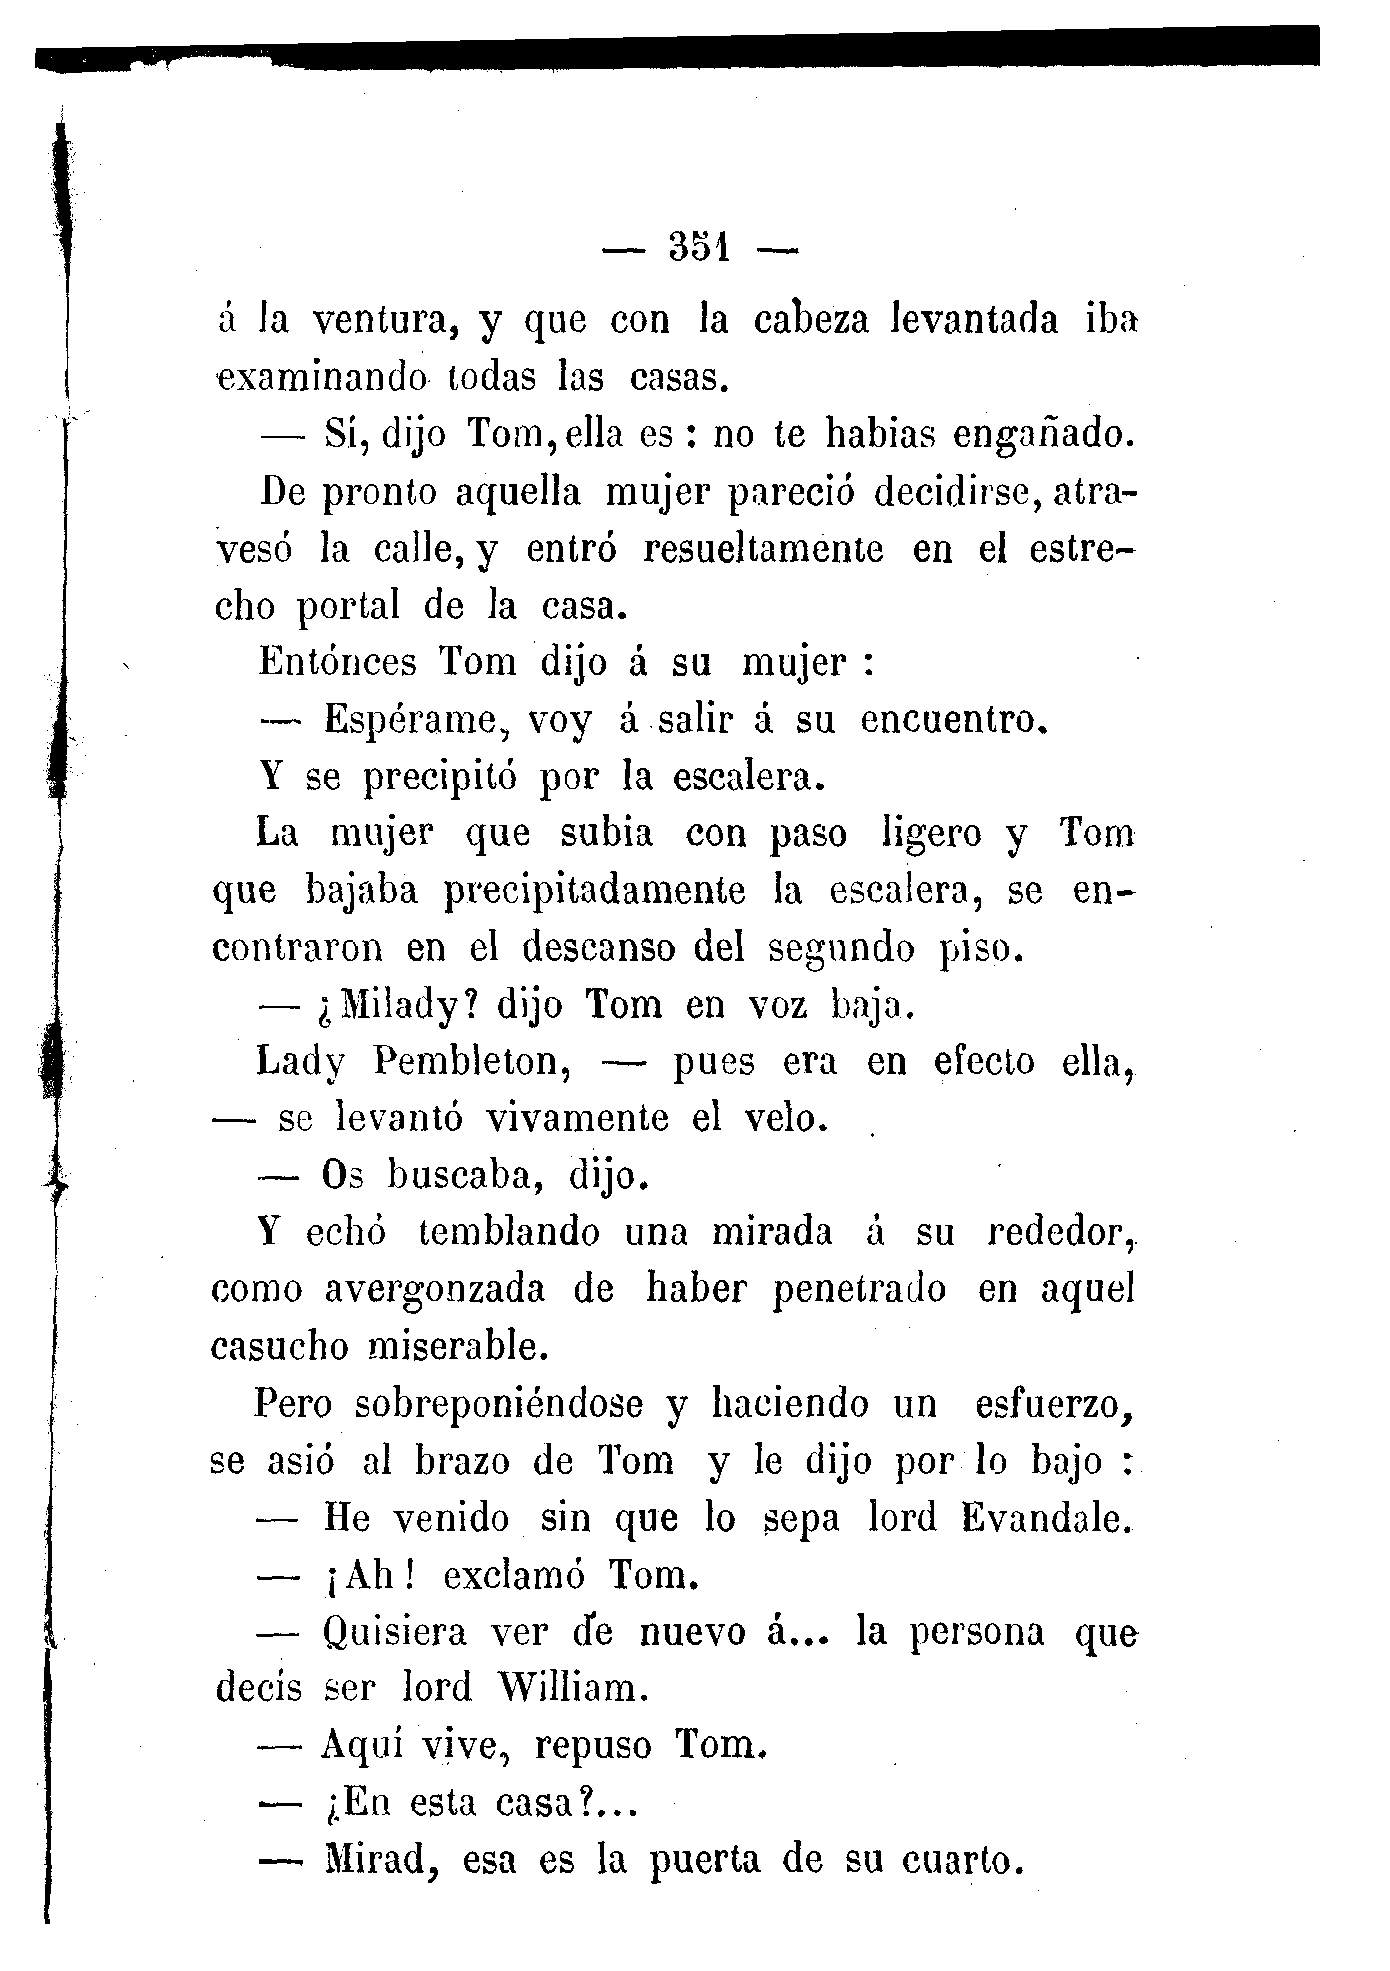 — 351 —
á la ventura, y que con la cabeza levantada iba
examinando todas las casas.
— Sí, dijo Tom, ella es : no te habias engañado.
De pronto aquella mujer pareció decidirse, atra-
vesó la calle, y entró resueltamente en el estre-
cho portal de la casa.
Entónces Tom dijo á su mujer :
— Espérame, voy á salir á su encuentro.
Y se precipitó por la escalera.
La mujer que subia con paso ligero y Tom
que bajaba precipitadamente la escalera, se en-
contraron en el descanso del segundo piso.
— ¿Milady? dijo Tom en voz baja.
Lady Pembleton, — pues era en efecto ella,
— se levantó vivamente el velo.
— Os buscaba, dijo.
Y echó temblando una mirada á su rededor,
como avergonzada de haber penetrado en aquel
casucho miserable.
Pero sobreponiéndose y haciendo un esfuerzo,
se asió al brazo de Tom y le dijo por lo bajo :
— He venido sin que lo sepa lord Evandale.
— ¡Ah! exclamó Tom.
— Quisiera ver de nuevo á... la persona que
decís ser lord William.
— Aquí vive, repuso Tom.
— ¿En esta casa?...
— Mirad, esa es la puerta de su cuarto.